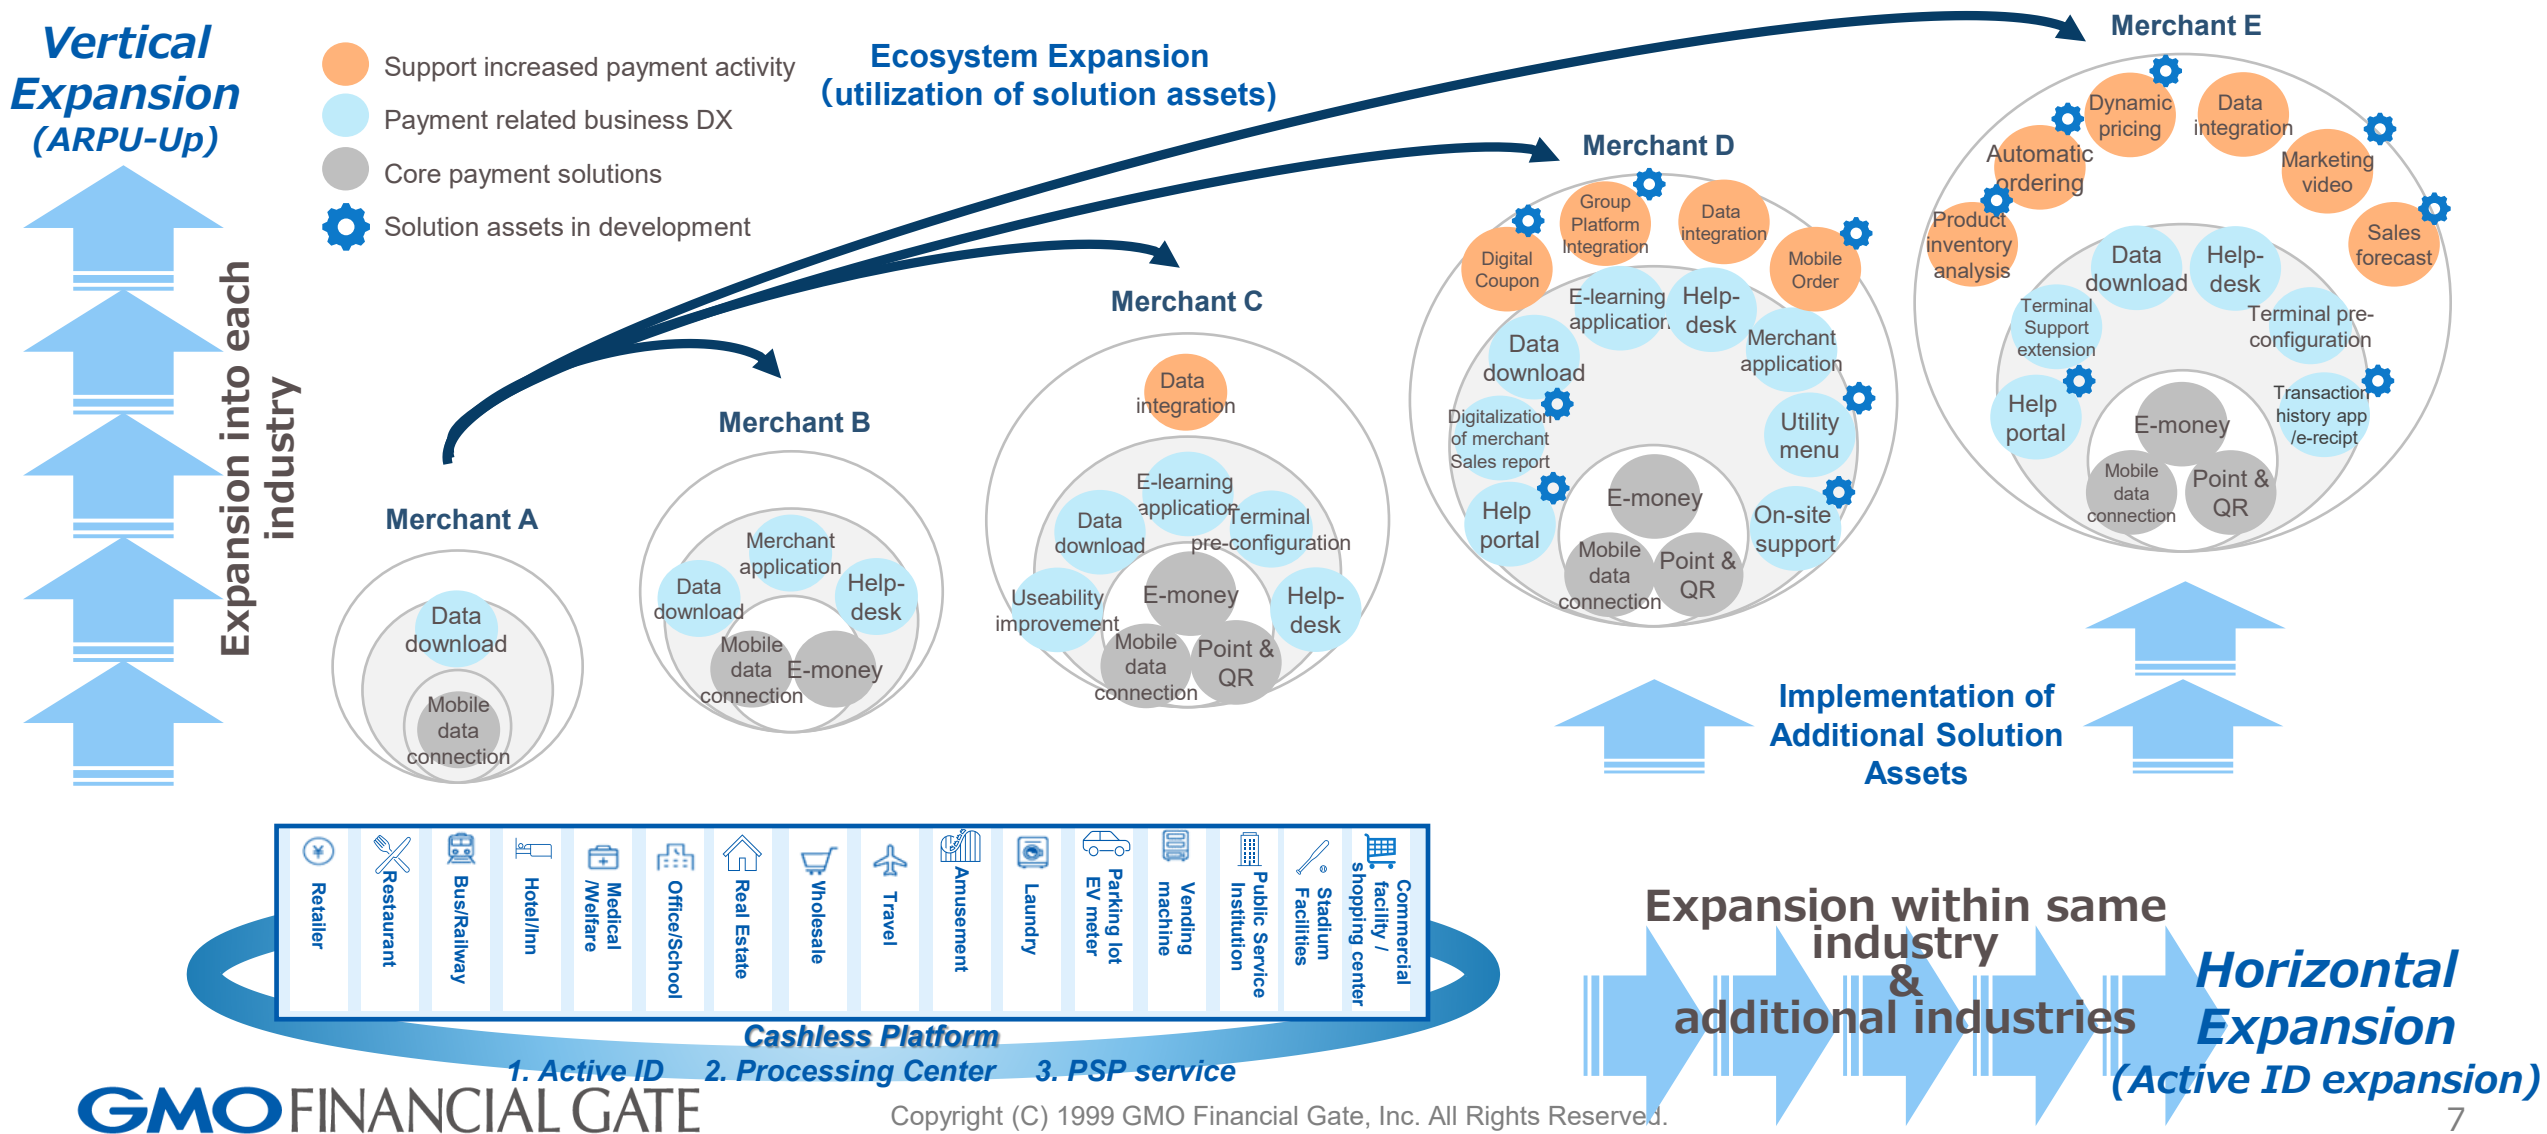 Vertical
Expansion
(ARPU-Up)
Expansion into each
industry
Support increased payment activity
Payment related business DX
Core payment solutions
Solution assets in development
Ecosystem Expansion
(utilization of solution assets)
Merchant A
Data
download
Mobile
data
connection
Merchant B
Merchant
application
Data
download
Help-
desk
Mobile
data
connection
E-money
Merchant C
Data
integration
E-learning
application
Data
download
Terminal
pre-configuration
Useability
improvement
Help-
desk
E-money
Mobile
data
connection
Point &
QR
Merchant D
Digital
Coupon
Group
Platform
Integration
Data
integration
Mobile
Order
E-learning
application
Help-
desk
Data
download
Merchant
application
Digitalization
of merchant
Sales report
Utility
menu
Help
portal
On-site
support
E-money
Mobile
data
connection
Point &
QR
Merchant E
Dynamic
pricing
Data
integration
Automatic
ordering
Marketing
video
Product
inventory
analysis
Sales
forecast
Data
download
Help-
desk
Terminal
Support
extension
Terminal pre-
configuration
Help
portal
Transaction
history app
/e-recipt
E-money
Mobile
data
connection
Point &
QR
Implementation of
Additional Solution
Assets
Retailer
Restaurant
Bus/Railway
Hotel/Inn
Medical
/Welfare
Office/School
Real Estate
Wholesale
Travel
Amusement
Laundry
Parking lot
EV meter
Vending
machine
Public Service
Institution
Stadium
Facilities
Commercial
facility /
shopping center
Cashless Platform
1. Active ID 2. Processing Center 3. PSP service
Expansion within same
industry
&
additional industries
Horizontal
Expansion
(Active ID expansion)
GMO FINANCIAL GATE
Copyright (C) 1999 GMO Financial Gate, Inc. All Rights Reserved.
7